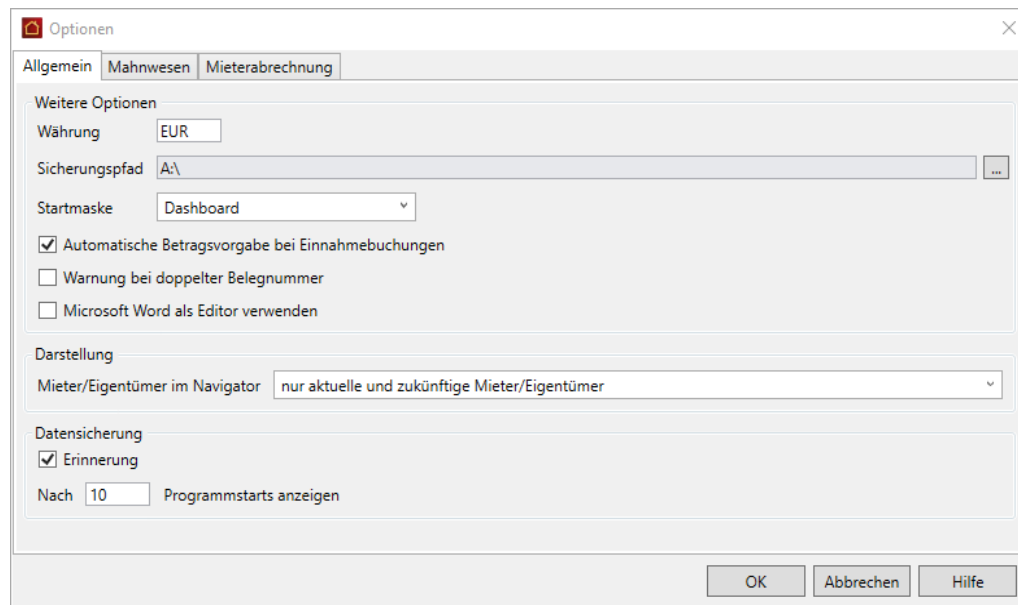 Optionen
Allgemein Mahnwesen Mieterabrechnung
Weitere Optionen
Währung EUR
Sicherungspfad A:\ ...
Startmaske Dashboard
Automatische Betragsvorgabe bei Einnahmebuchungen
Warnung bei doppelter Belegnummer
Microsoft Word als Editor verwenden
Darstellung
Mieter/Eigentümer im Navigator nur aktuelle und zukünftige Mieter/Eigentümer
Datensicherung
Erinnerung
Nach 10 Programmstarts anzeigen
OK Abbrechen Hilfe